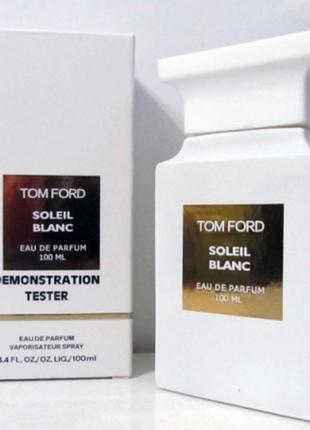 TOM FORD
SOLEIL
BLANC
EAU DE PARFUM
100 ML
DEMONSTRATION
TESTER
EAU DE PARFUM
VAPORISATEUR SPRAY
3.4 FL. OZ./OZ. LIQ./100ml
TOM FORD
SOLEIL
BLANC
EAU DE PARFUM
100 ML